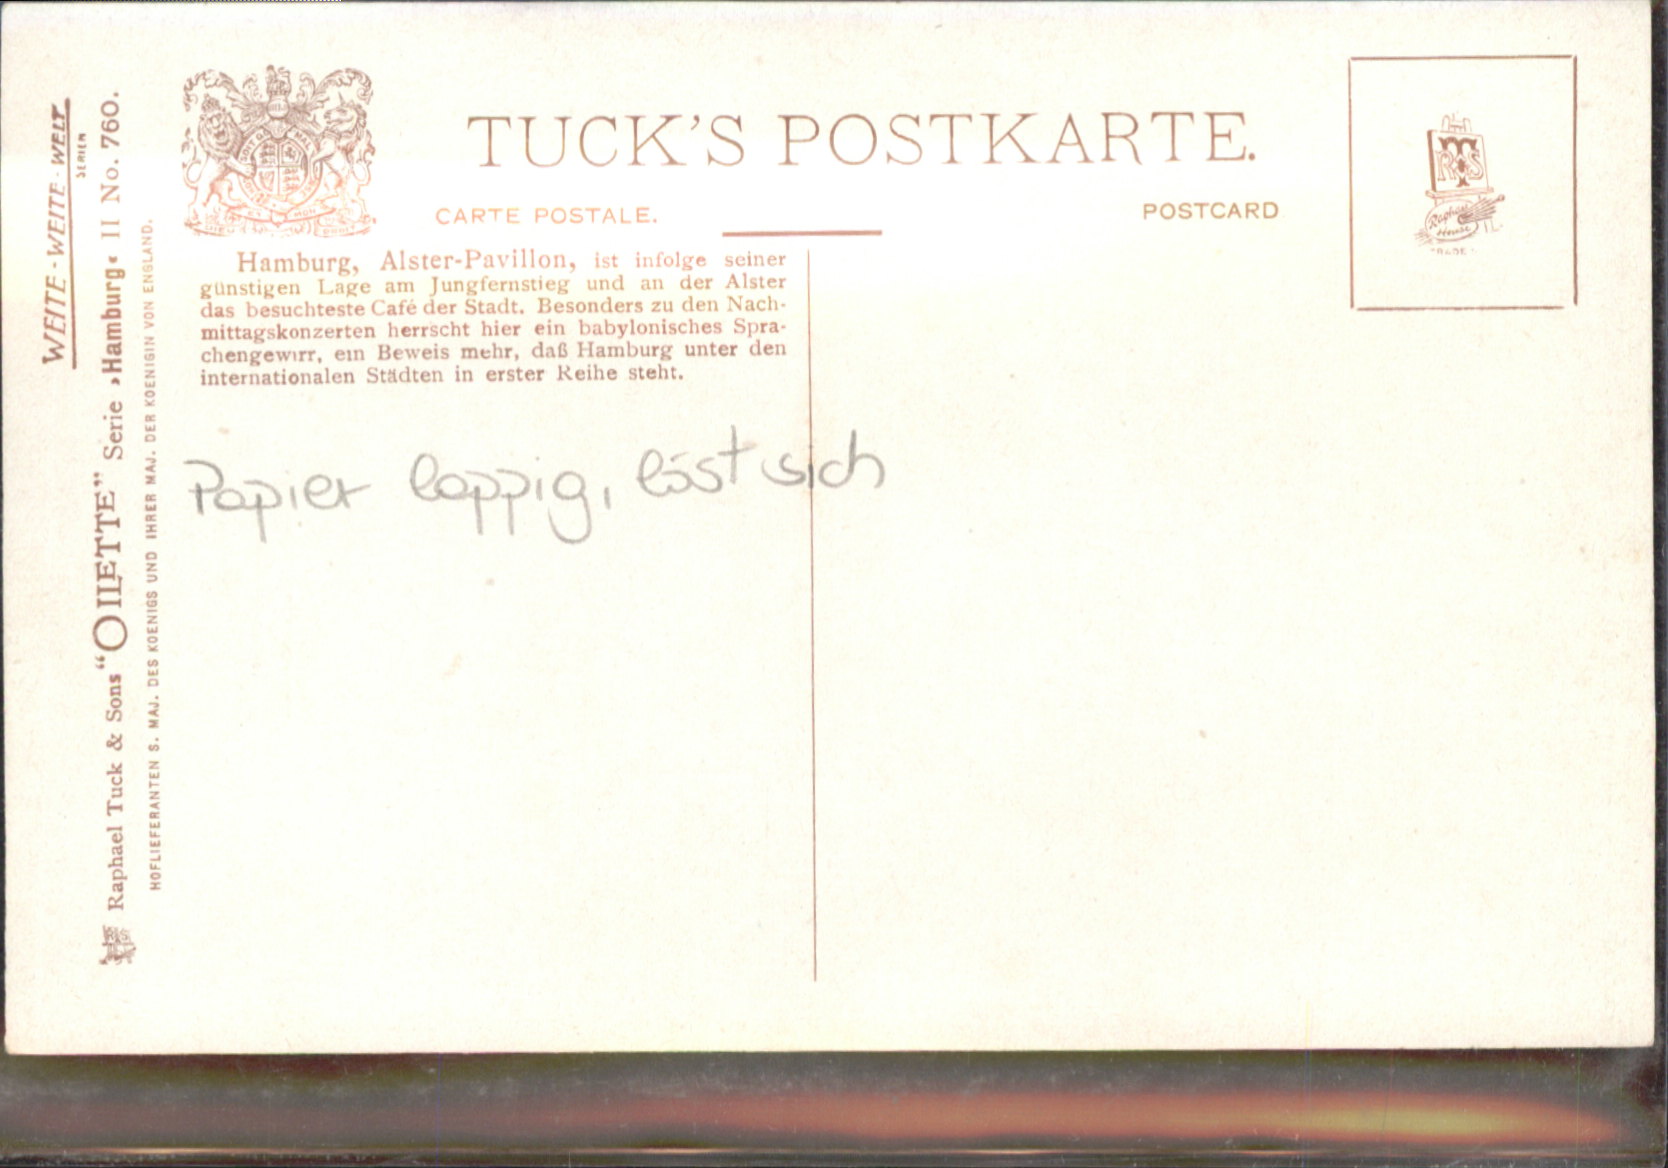 TUCK'S POSTKARTE.
CARTE POSTALE.
POSTCARD
Hamburg, Alster-Pavillon, ist infolge seiner
günstigen Lage am Jungfernstieg und an der Alster
das besuchteste Café der Stadt. Besonders zu den Nach-
mittagskonzerten herrscht hier ein babylonisches Spra-
chengewirr, ein Beweis mehr, daß Hamburg unter den
internationalen Städten in erster Reihe steht.
Papier lappig, löst sich
WEITE-WEITE-WELT
SERIEN
Raphael Tuck & Sons "OILETTE" Serie »Hamburg« II No. 760.
HOFLIEFERANTEN S. MAJ. DES KOENIGS UND IHRER MAJ. DER KOENIGIN VON ENGLAND.
Raphael
House